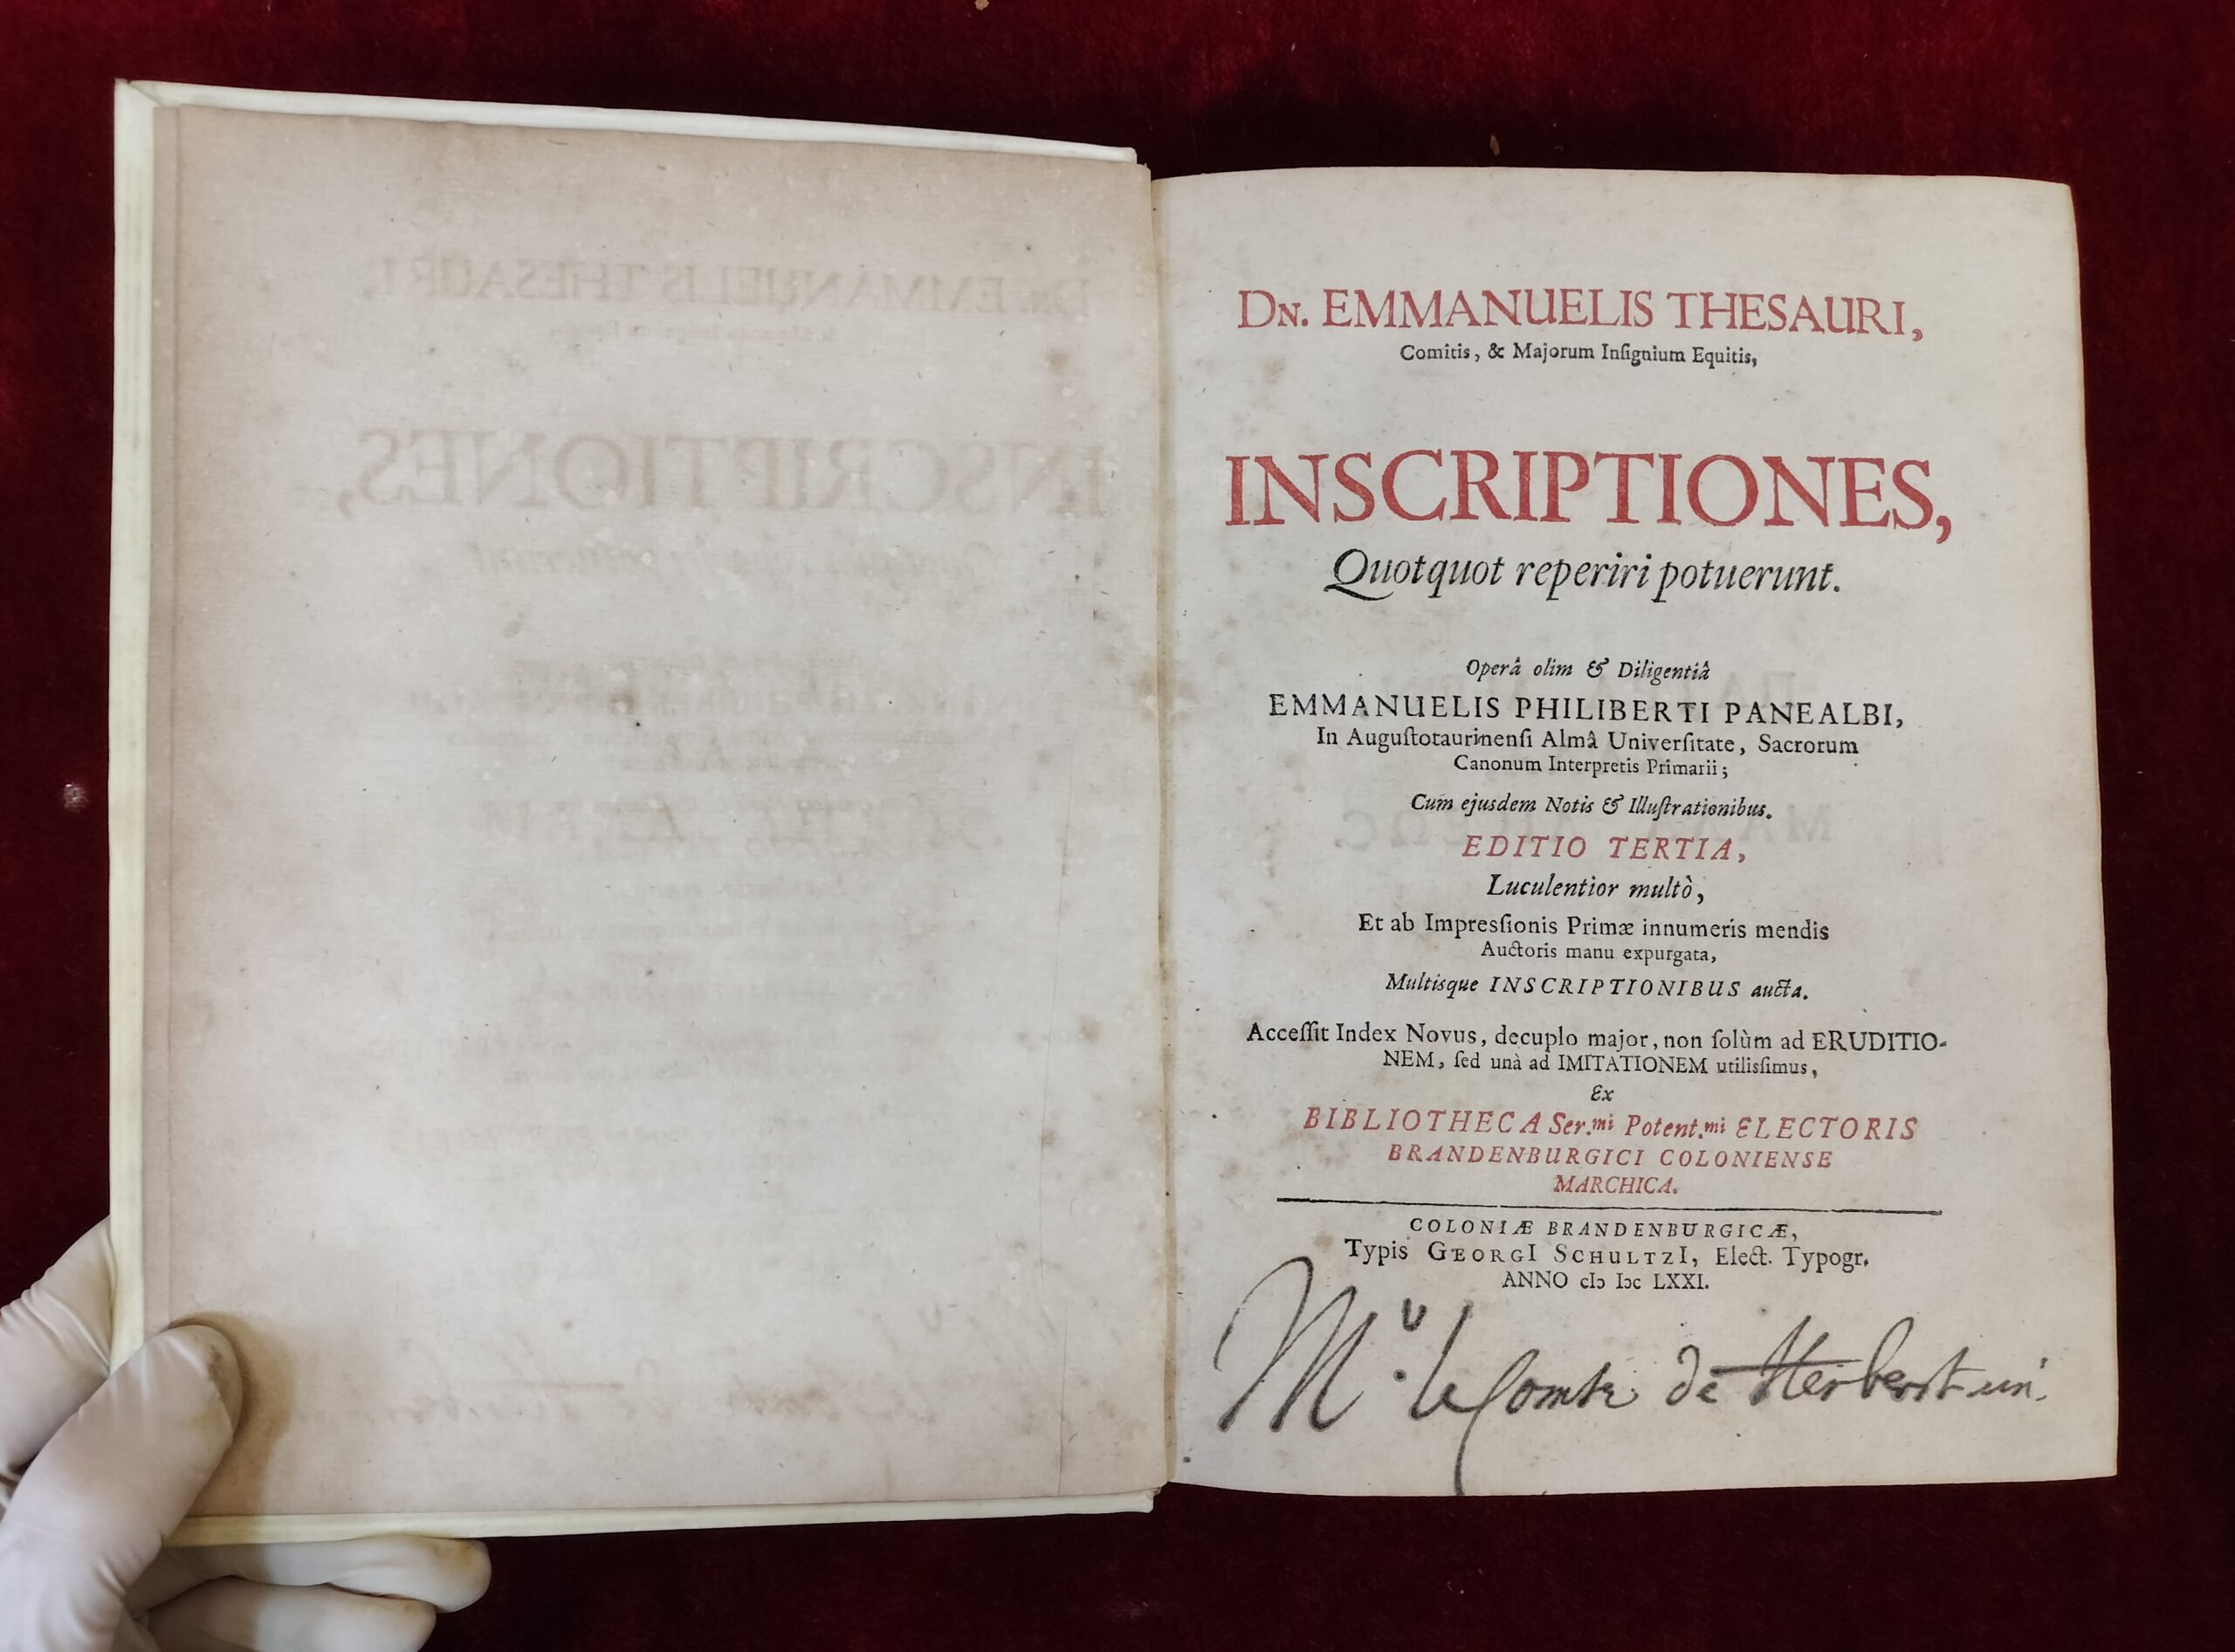 Dn. EMMANUELIS THESAURI,
Comitis, & Majorum Inſignium Equitis,
INSCRIPTIONES,
Quotquot reperiri potuerunt.
Operâ olim & Diligentiâ
EMMANUELIS PHILIBERTI PANEALBI,
In Auguſtotaurinenſi Almâ Univerſitate, Sacrorum
Canonum Interpretis Primarii;
Cum ejusdem Notis & Illuſtrationibus.
EDITIO TERTIA,
Luculentior multò,
Et ab Impresſionis Primæ innumeris mendis
Auctoris manu expurgata,
Multisque INSCRIPTIONIBUS aucta.
Acceſſit Index Novus, decuplo major, non ſolùm ad ERUDITIO-
NEM, ſed unà ad IMITATIONEM utilisſimus,
Ex
BIBLIOTHECA Ser.mi Potent.mi ELECTORIS
BRANDENBURGICI COLONIENSE
MARCHICA.
COLONIÆ BRANDENBURGICÆ,
Typis GEORGI SCHULTZI, Elect. Typogr.
ANNO cIɔ Iɔc LXXI.
le Comte de Herberstein.